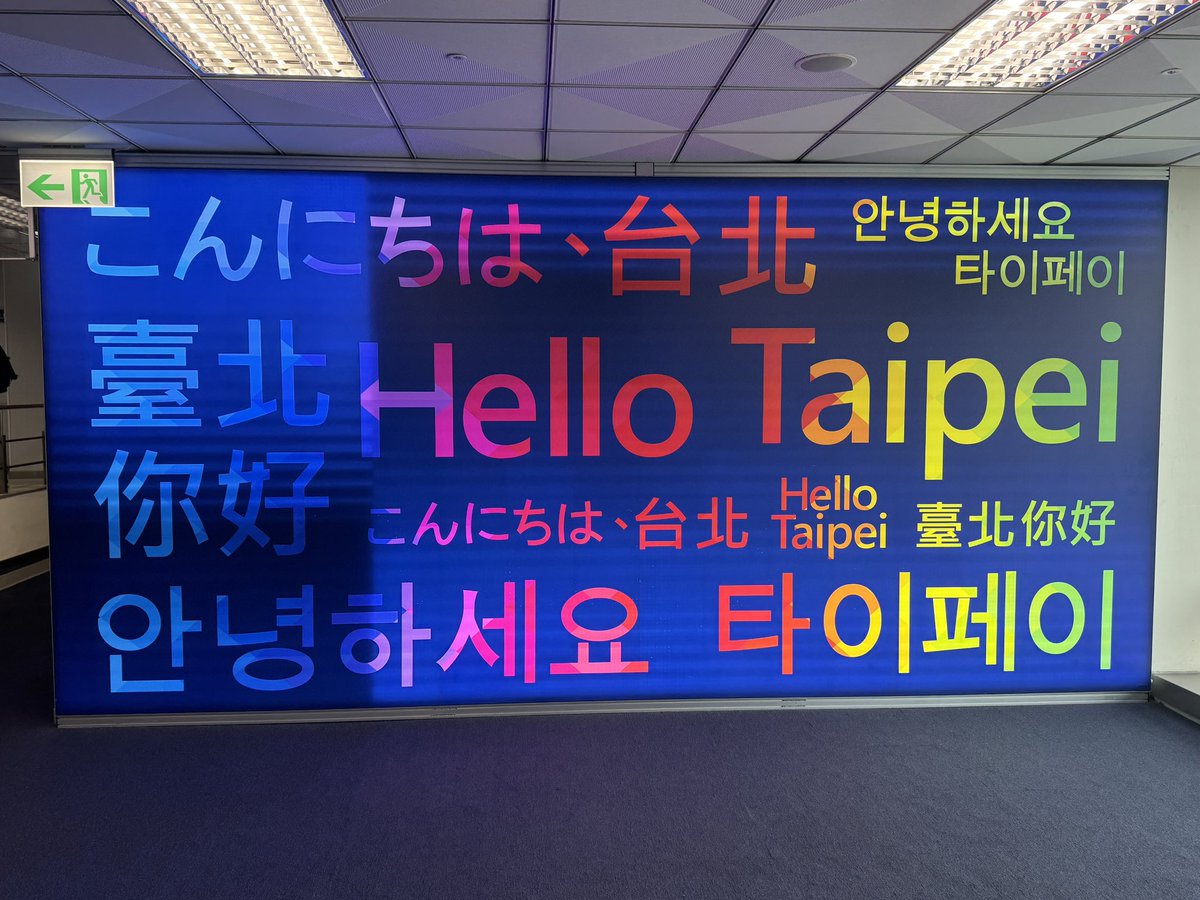 こんにちは、台北
안녕하세요
타이페이
臺北
Hello Taipei
你好
こんにちは、台北
Hello
Taipei
臺北你好
안녕하세요 타이페이